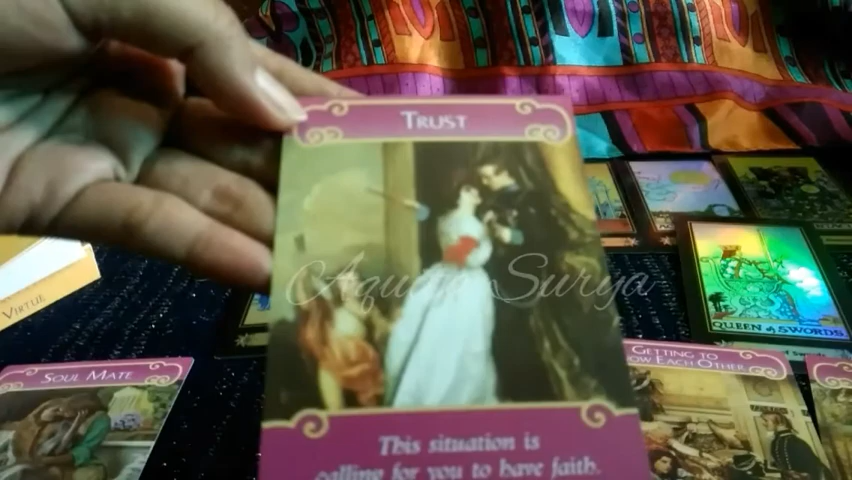 TRUST
Aquata Surya
VIRTUE
QUEEN of SWORDS
SOUL MATE
GETTING TO
KNOW EACH OTHER
This situation is
calling for you to have faith.